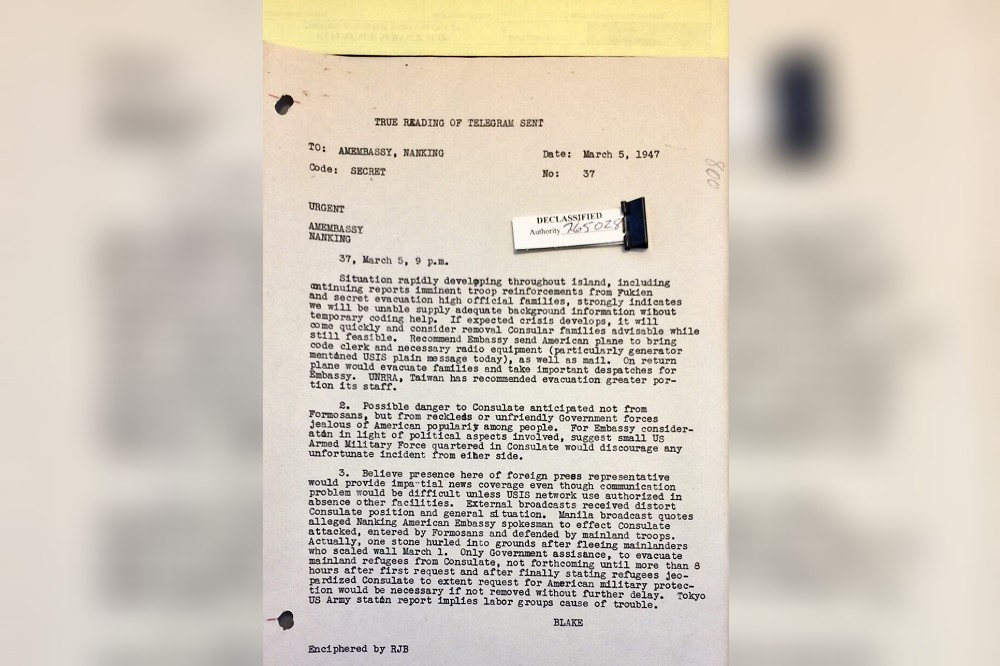 TRUE READING OF TELEGRAM SENT
TO: AMEMBASSY, NANKING
Date: March 5, 1947
Code: SECRET
No: 37
800
URGENT
DECLASSIFIED
Authority 765028
AMEMBASSY
NANKING
37, March 5, 9 p.m.
Situation rapidly developing throughout island, including
ontinuing reports imminent troop reinforcements from Fukien
and secret evacuation high official families, strongly indicates
we will be unable supply adequate background information wihout
temporary coding help. If expected crisis develops, it will
come quickly and consider removal Consular families advisable while
still feasible. Recommend Embassy send American plane to bring
code clerk and necessary radio equipment (particularly generator
mentioned USIS plain message today), as well as mail. On return
plane would evacuate families and take important despatches for
Embassy. UNRRA, Taiwan has recommended evacuation greater por-
tion its staff.
2. Possible danger to Consulate anticipated not from
Formosans, but from reckless or unfriendly Government forces
jealous of American popularity among people. For Embassy consider-
ation in light of political aspects involved, suggest small US
Armed Military Force quartered in Consulate would discourage any
unfortunate incident from eiher side.
3. Believe presence here of foreign press representative
would provide impa-tial news coverage even though communication
problem would be difficult unless USIS network use authorized in
absence other facilities. External broadcasts received distort
Consulate position and general situation. Manila broadcast quotes
alleged Nanking American Embassy spokesman to effect Consulate
attacked, entered by Formosans and defended by mainland troops.
Actually, one stone hurled into grounds after fleeing mainlanders
who scaled wall March 1. Only Government assisance, to evacuate
mainland refugees from Consulate, not forthcoming until more than 8
hours after first request and after finally stating refugees jeo-
pardized Consulate to extent request for American military protec-
tion would be necessary if not removed without further delay. Tokyo
US Army station report implies labor groups cause of trouble.
BLAKE
Enciphered by RJB